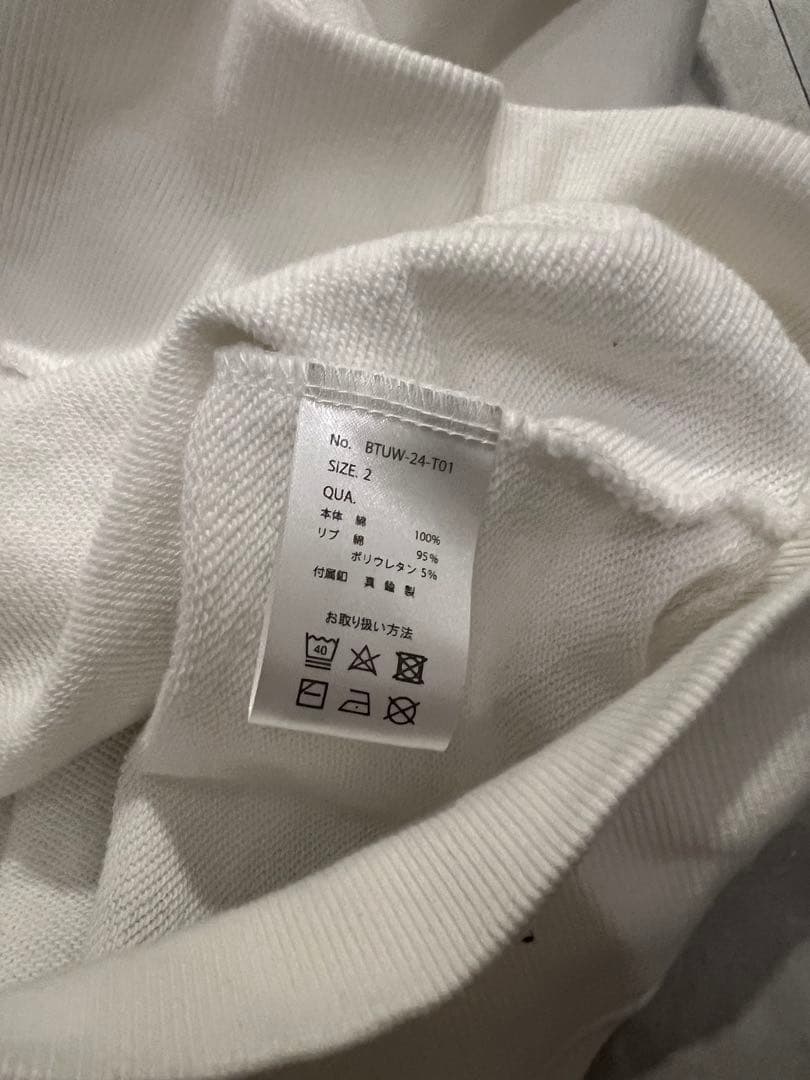 No. BTUW-24-T01
SIZE. 2
QUA.
本体 綿 100%
リブ 綿 95%
ポリウレタン 5%
付属釦 真鍮製
お取り扱い方法
40